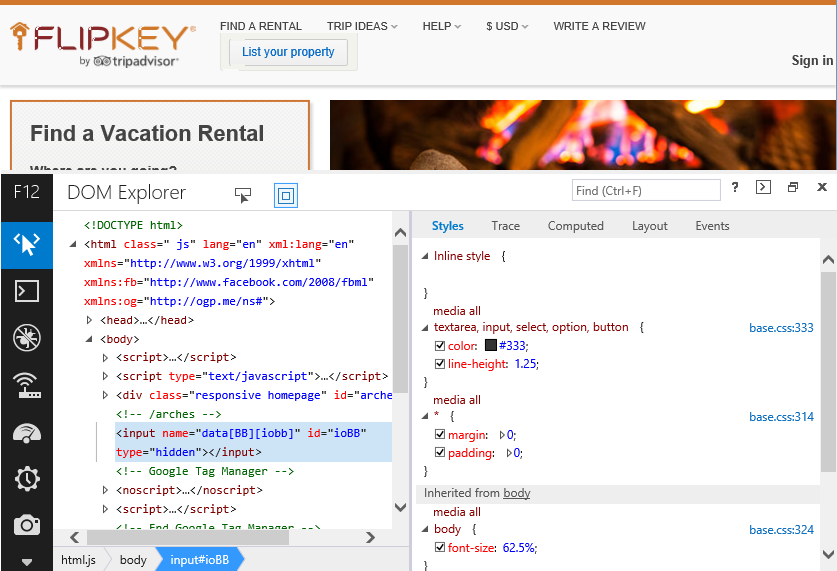 FIND A RENTAL TRIP IDEAS HELP $ USD WRITE A REVIEW
FLIPKEY®
by tripadvisor®
List your property
Sign in
Find a Vacation Rental
Where are you going?
F12 DOM Explorer Find (Ctrl+F) ?
<!DOCTYPE html>
<html class=" js" lang="en" xml:lang="en"
xmlns="http://www.w3.org/1999/xhtml"
xmlns:fb="http://www.facebook.com/2008/fbml"
xmlns:og="http://ogp.me/ns#">
<head>…</head>
<body>
<script>…</script>
<script type="text/javascript">…</script>
<div class="responsive homepage" id="arche
<!-- /arches -->
<input name="data[BB][iobb]" id="ioBB"
type="hidden"></input>
<!-- Google Tag Manager -->
<noscript>…</noscript>
<script>…</script>
<!-- End Google Tag Manager -->
html.js body input#ioBB
Styles Trace Computed Layout Events
Inline style {
}
media all
textarea, input, select, option, button { base.css:333
color: #333;
line-height: 1.25;
}
media all
* { base.css:314
margin: 0;
padding: 0;
}
Inherited from body
media all
body { base.css:324
font-size: 62.5%;
}